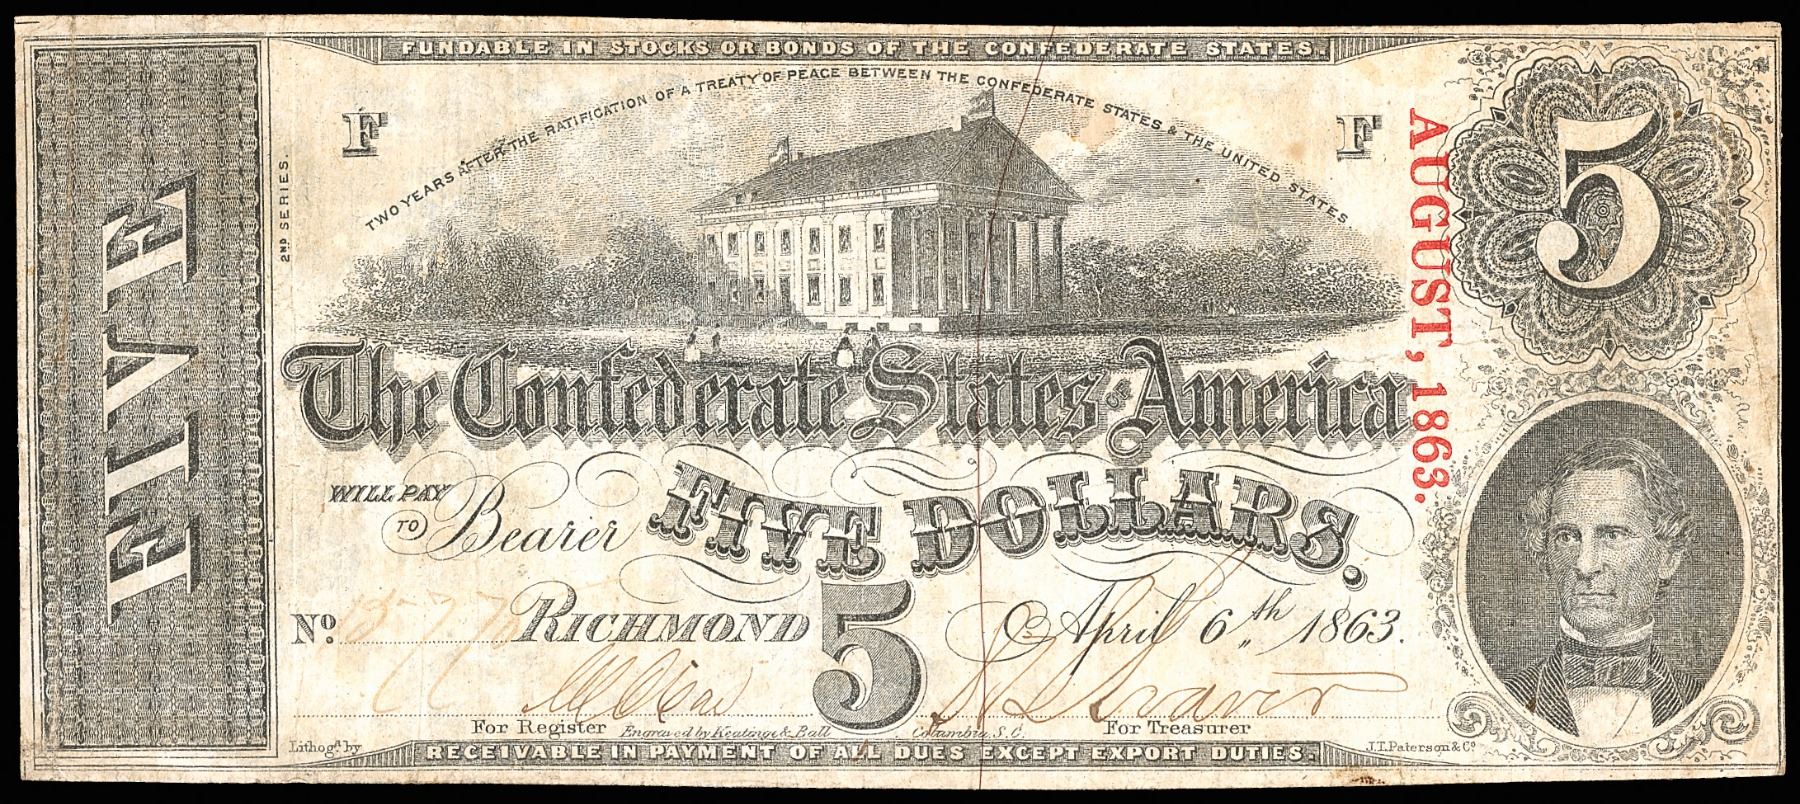 FUNDABLE IN STOCKS OR BONDS OF THE CONFEDERATE STATES.
TWO YEARS AFTER THE RATIFICATION OF A TREATY OF PEACE BETWEEN THE CONFEDERATE STATES & THE UNITED STATES
F
F
5
FIVE
2ND SERIES.
AUGUST, 1863.
The Confederate States OF America
WILL PAY
TO Bearer
FIVE DOLLARS.
No. RICHMOND 5 April 6th 1863.
For Register
Engraved by Keatinge & Ball Columbia, S.C.
For Treasurer
Lithogd by
J.T. Paterson & Co
RECEIVABLE IN PAYMENT OF ALL DUES EXCEPT EXPORT DUTIES.